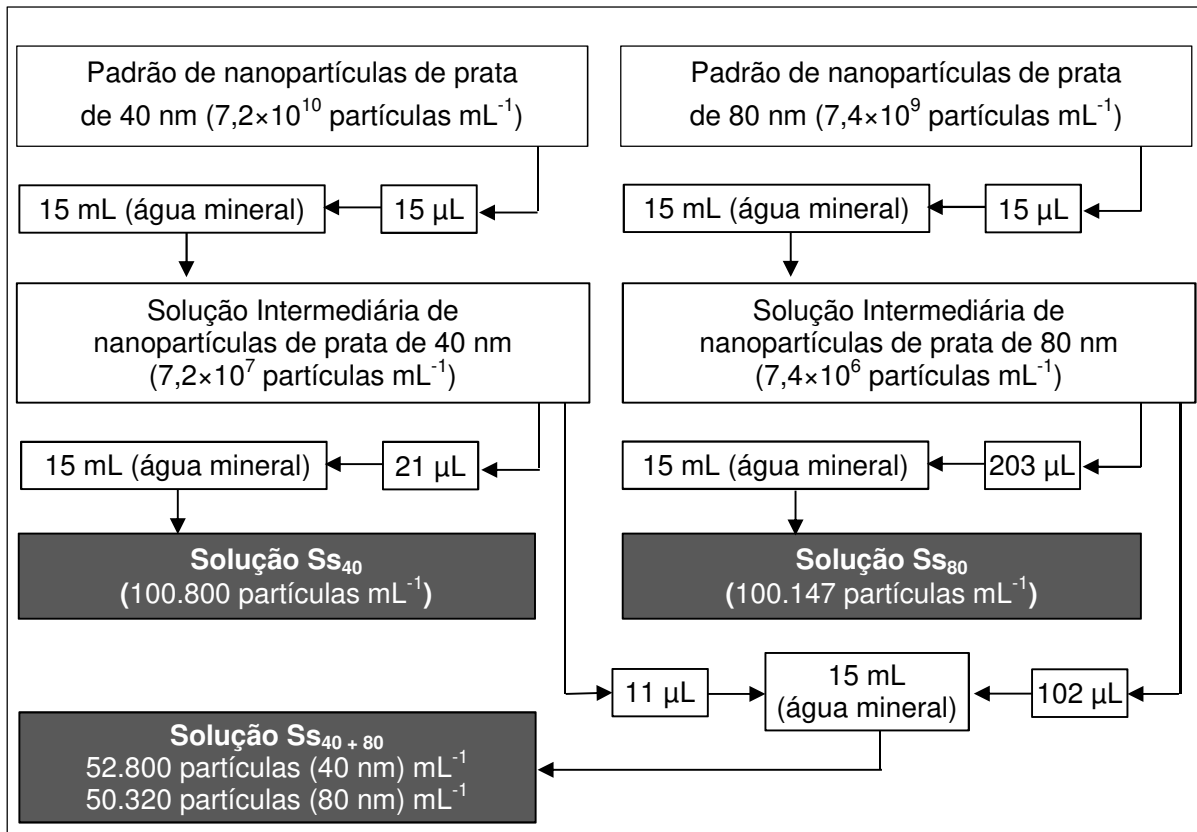 Padrão de nanopartículas de prata
de 40 nm (7,2×10¹⁰ partículas mL⁻¹)
Padrão de nanopartículas de prata
de 80 nm (7,4×10⁹ partículas mL⁻¹)
15 mL (água mineral)
15 µL
15 mL (água mineral)
15 µL
Solução Intermediária de
nanopartículas de prata de 40 nm
(7,2×10⁷ partículas mL⁻¹)
Solução Intermediária de
nanopartículas de prata de 80 nm
(7,4×10⁶ partículas mL⁻¹)
15 mL (água mineral)
21 µL
15 mL (água mineral)
203 µL
Solução Ss₄₀
(100.800 partículas mL⁻¹)
Solução Ss₈₀
(100.147 partículas mL⁻¹)
11 µL
15 mL
(água mineral)
102 µL
Solução Ss₄₀ ₊ ₈₀
52.800 partículas (40 nm) mL⁻¹
50.320 partículas (80 nm) mL⁻¹